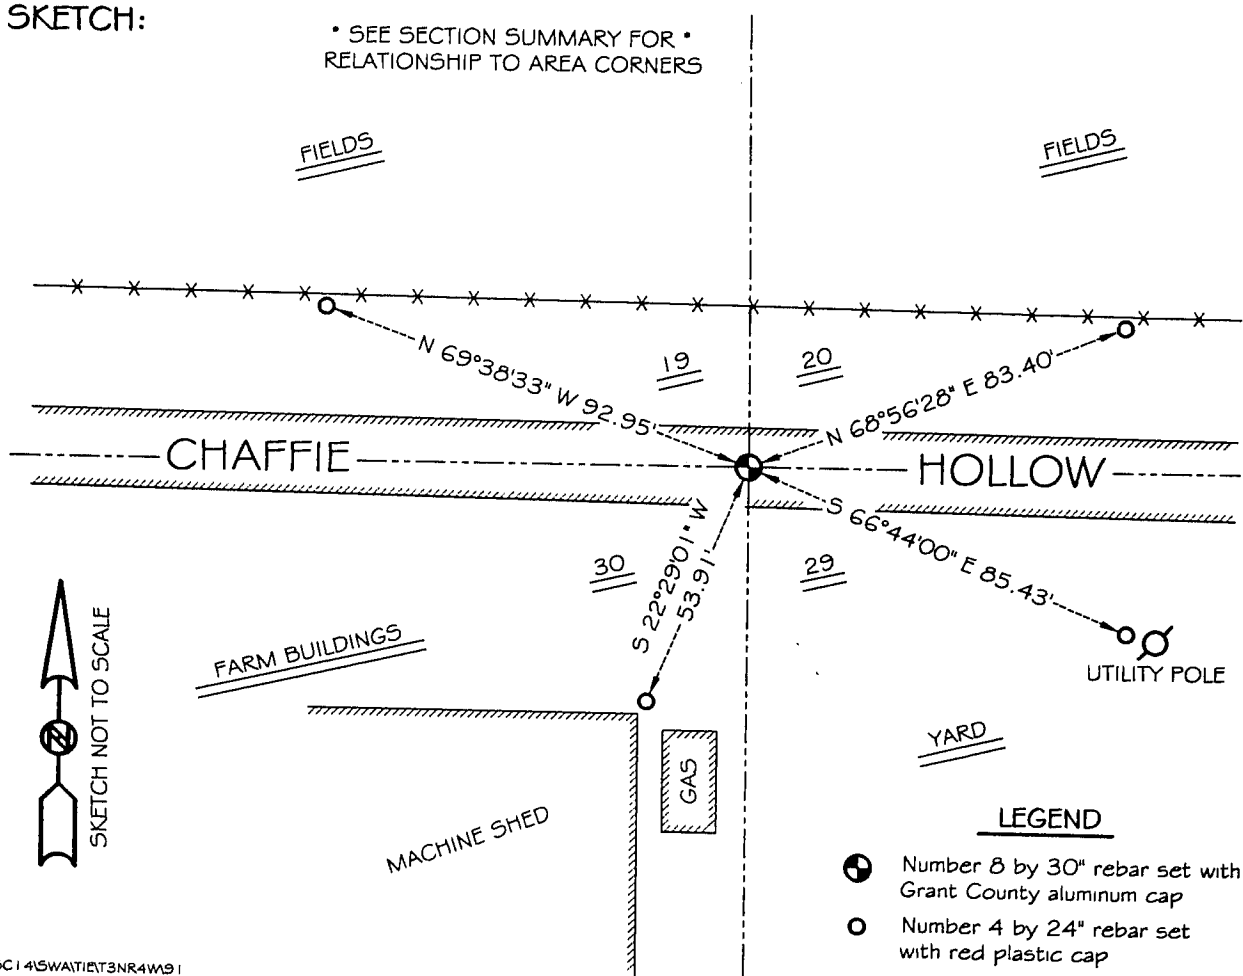 SKETCH:
* SEE SECTION SUMMARY FOR *
RELATIONSHIP TO AREA CORNERS
FIELDS
FIELDS
19
20
N 69°38'33" W 92.95'
N 68°56'28" E 83.40'
CHAFFIE
HOLLOW
S 22°29'01" W
53.91'
S 66°44'00" E 85.43'
30
29
UTILITY POLE
FARM BUILDINGS
SKETCH NOT TO SCALE
N
GAS
YARD
MACHINE SHED
LEGEND
Number 8 by 30" rebar set with
Grant County aluminum cap
Number 4 by 24" rebar set
with red plastic cap